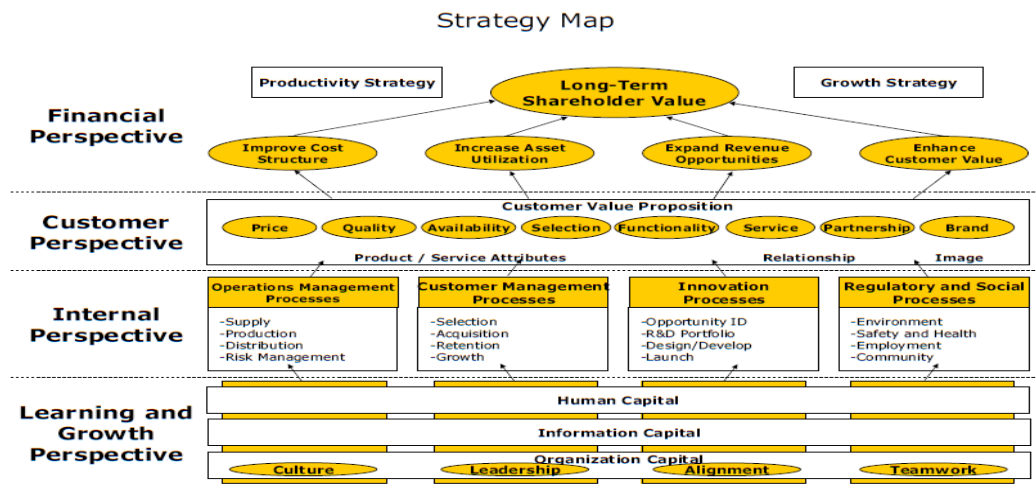 Strategy Map
Productivity Strategy
Long-Term
Shareholder Value
Growth Strategy
Financial
Perspective
Improve Cost
Structure
Increase Asset
Utilization
Expand Revenue
Opportunities
Enhance
Customer Value
Customer
Perspective
Customer Value Proposition
Price
Quality
Availability
Selection
Functionality
Service
Partnership
Brand
Product / Service Attributes
Relationship
Image
Internal
Perspective
Operations Management
Processes
-Supply
-Production
-Distribution
-Risk Management
Customer Management
Processes
-Selection
-Acquisition
-Retention
-Growth
Innovation
Processes
-Opportunity ID
-R&D Portfolio
-Design/Develop
-Launch
Regulatory and Social
Processes
-Environment
-Safety and Health
-Employment
-Community
Learning and
Growth
Perspective
Human Capital
Information Capital
Organization Capital
Culture
Leadership
Alignment
Teamwork